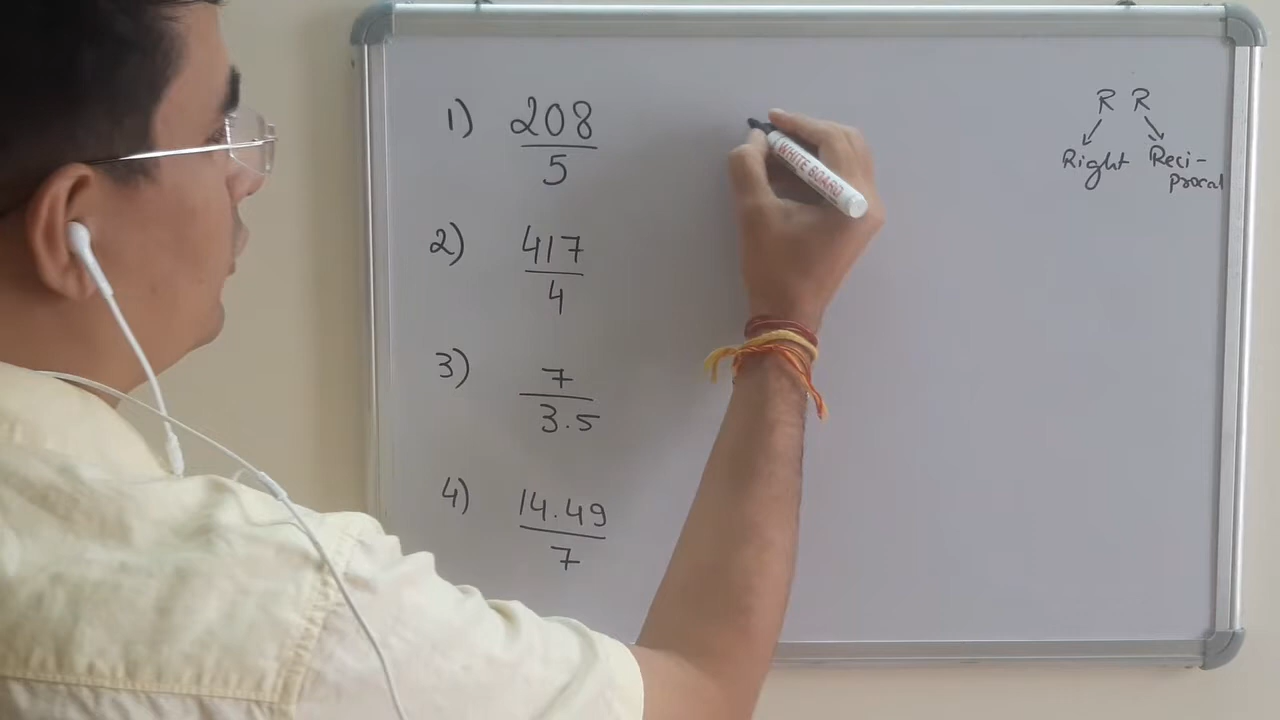 1) 208
5
2) 417
4
3) 7
3.5
4) 14.49
7
R R
Right Reci-
procal
WHITE BOARD